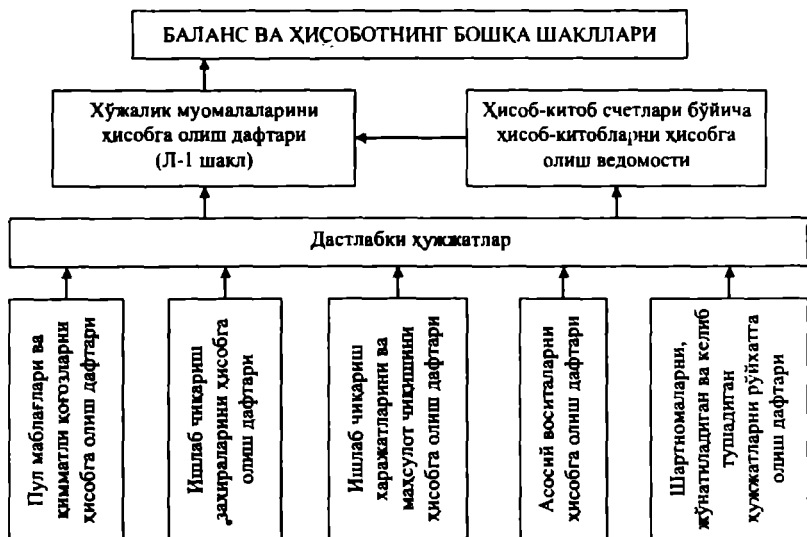 БАЛАНС ВА ҲИСОБОТНИНГ БОШҚА ШАКЛЛАРИ
Хўжалик муомалаларини
ҳисобга олиш дафтари
(Л-1 шакл)
Ҳисоб-китоб счетлари бўйича
ҳисоб-китобларни ҳисобга
олиш ведомости
Дастлабки ҳужжатлар
Пул маблағлари ва
қимматли қоғозларни
ҳисобга олиш дафтари
Ишлаб чиқариш
захираларини ҳисобга
олиш дафтари
Ишлаб чиқариш
харажатларини ва
маҳсулот чиқишини
ҳисобга олиш дафтари
Асосий воситаларни
ҳисобга олиш дафтари
Шартномаларни,
жўнатиладиган ва келиб
тушадиган
ҳужжатларни рўйхатга
олиш дафтари